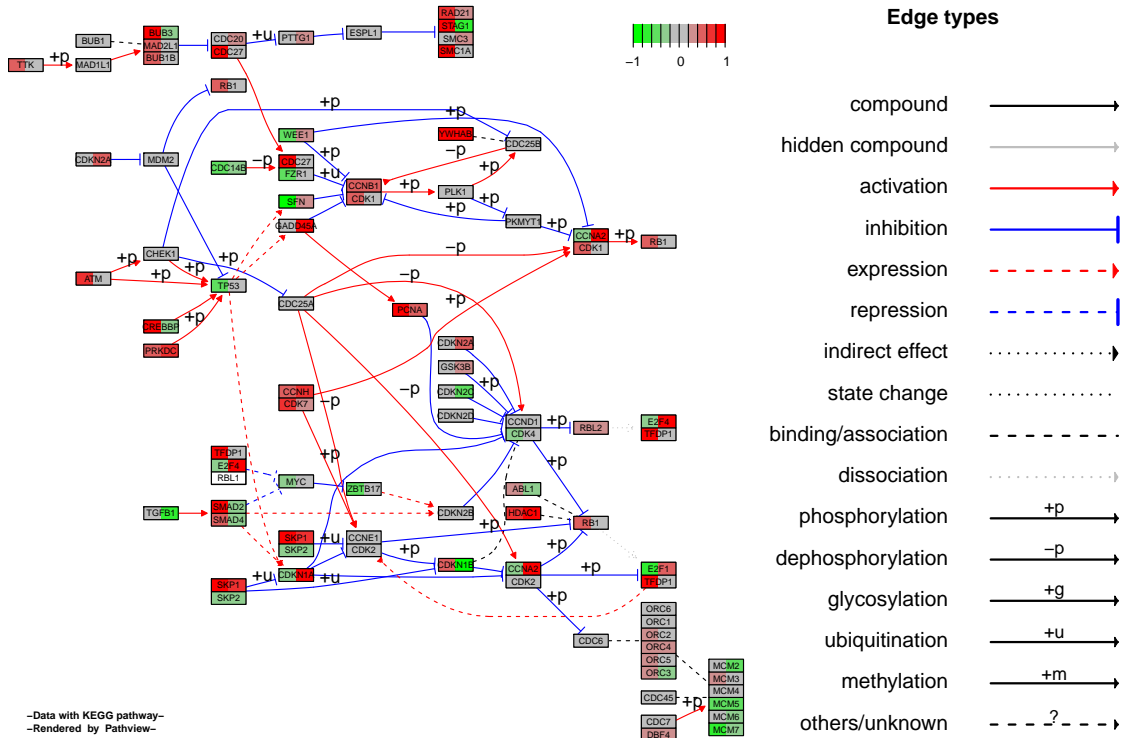 Edge types
−1
0
1
compound
hidden compound
activation
inhibition
expression
repression
indirect effect
state change
binding/association
dissociation
phosphorylation
+p
dephosphorylation
−p
glycosylation
+g
ubiquitination
+u
methylation
+m
others/unknown
?
TTK
+p
BUB1
MAD1L1
BUB3
MAD2L1
BUB1B
CDC20
CDC27
+u
PTTG1
ESPL1
RAD21
STAG1
SMC3
SMC1A
RB1
CDKN2A
MDM2
CDC14B
−p
WEE1
+p
CDC27
FZR1
+u
SFN
GADD45A
CCNB1
CDK1
+p
+p
+p
YWHAB
CDC25B
−p
+p
PLK1
+p
+p
PKMYT1
+p
CCNA2
CDK1
+p
RB1
CHEK1
+p
ATM
+p
+p
+p
TP53
CREBBP
+p
PRKDC
CDC25A
−p
−p
PCNA
CDKN2A
GSK3B
+p
CDKN2C
CDKN2D
CCNH
CDK7
−p
−p
+p
CCND1
CDK4
+p
RBL2
E2F4
TFDP1
TFDP1
E2F4
RBL1
MYC
ZBTB17
TGFB1
SMAD2
SMAD4
CDKN2B
ABL1
HDAC1
+p
RB1
+p
SKP1
SKP2
+u
CCNE1
CDK2
+p
CDKN1B
CCNA2
CDK2
+p
+p
E2F1
TFDP1
SKP1
SKP2
+u
CDKN1A
+u
+p
CDC6
ORC6
ORC1
ORC2
ORC4
ORC5
ORC3
CDC45
CDC7
DBF4
+p
MCM2
MCM3
MCM4
MCM5
MCM6
MCM7
−Data with KEGG pathway−
−Rendered by Pathview−